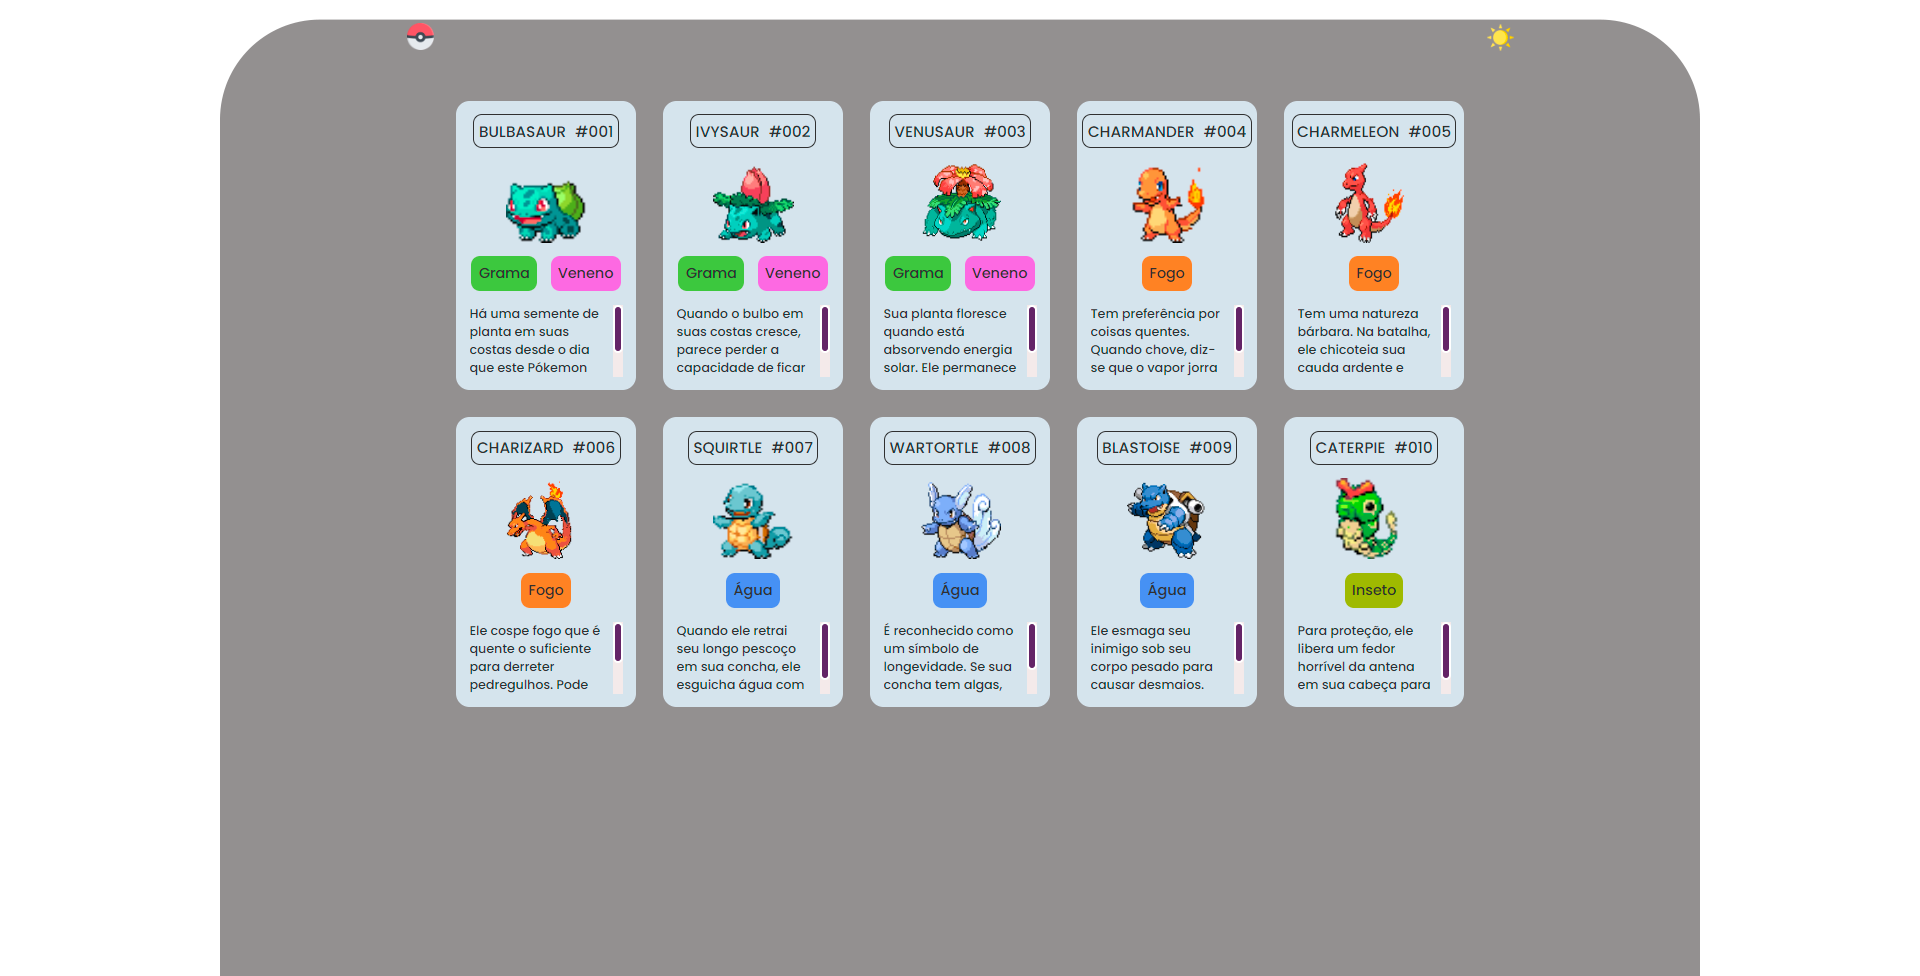 BULBASAUR #001
Grama Veneno
Há uma semente de
planta em suas
costas desde o dia
que este Pókemon
IVYSAUR #002
Grama Veneno
Quando o bulbo em
suas costas cresce,
parece perder a
capacidade de ficar
VENUSAUR #003
Grama Veneno
Sua planta floresce
quando está
absorvendo energia
solar. Ele permanece
CHARMANDER #004
Fogo
Tem preferência por
coisas quentes.
Quando chove, diz-
se que o vapor jorra
CHARMELEON #005
Fogo
Tem uma natureza
bárbara. Na batalha,
ele chicoteia sua
cauda ardente e
CHARIZARD #006
Fogo
Ele cospe fogo que é
quente o suficiente
para derreter
pedregulhos. Pode
SQUIRTLE #007
Água
Quando ele retrai
seu longo pescoço
em sua concha, ele
esguicha água com
WARTORTLE #008
Água
É reconhecido como
um símbolo de
longevidade. Se sua
concha tem algas,
BLASTOISE #009
Água
Ele esmaga seu
inimigo sob seu
corpo pesado para
causar desmaios.
CATERPIE #010
Inseto
Para proteção, ele
libera um fedor
horrível da antena
em sua cabeça para